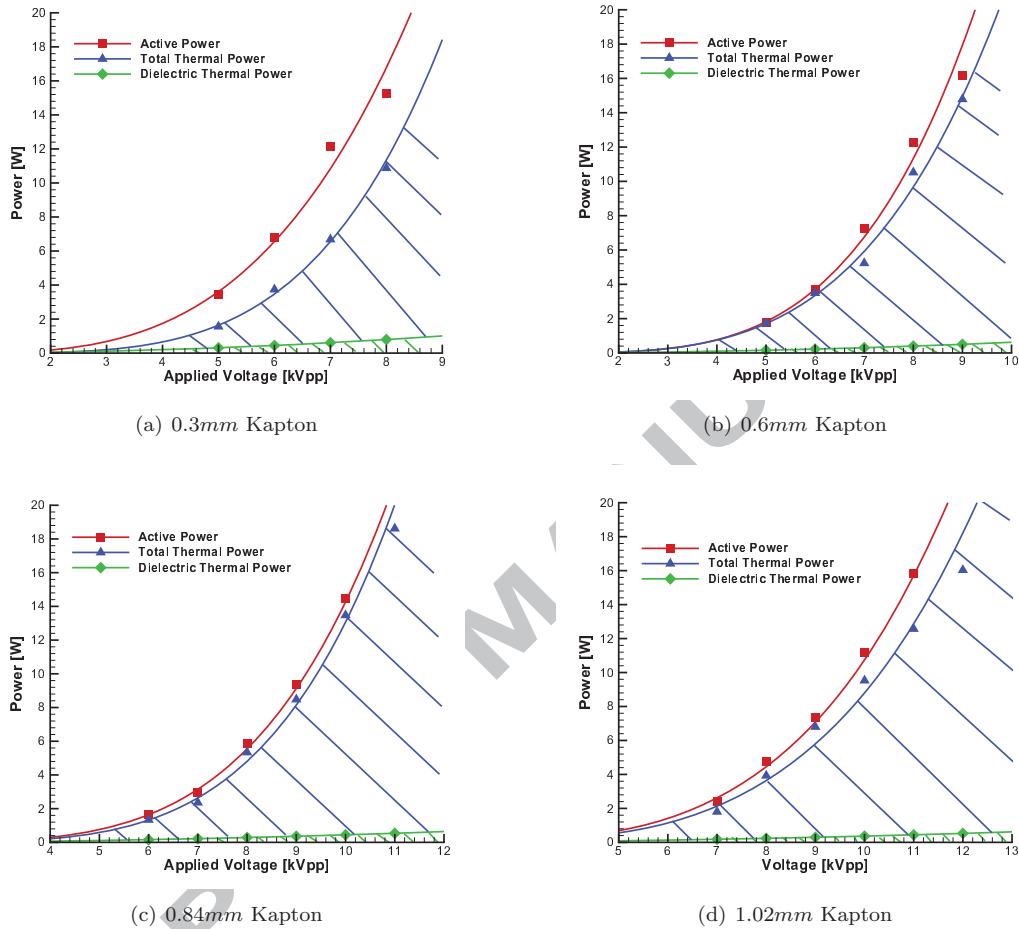 20
18
16
14
12
10
8
6
4
2
0
Power [W]
Active Power
Total Thermal Power
Dielectric Thermal Power
2 3 4 5 6 7 8 9
Applied Voltage [kVpp]
(a) 0.3mm Kapton
20
18
16
14
12
10
8
6
4
2
0
Power [W]
Active Power
Total Thermal Power
Dielectric Thermal Power
2 3 4 5 6 7 8 9 10
Applied Voltage [kVpp]
(b) 0.6mm Kapton
20
18
16
14
12
10
8
6
4
2
0
Power [W]
Active Power
Total Thermal Power
Dielectric Thermal Power
4 5 6 7 8 9 10 11 12
Applied Voltage [kVpp]
(c) 0.84mm Kapton
20
18
16
14
12
10
8
6
4
2
0
Power [W]
Active Power
Total Thermal Power
Dielectric Thermal Power
5 6 7 8 9 10 11 12 13
Voltage [kVpp]
(d) 1.02mm Kapton